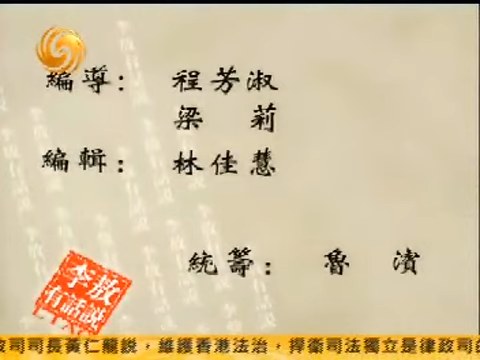 編導： 程芳淑
梁 莉
編輯： 林佳慧
統籌： 魯 濱
李敖
有話說
政司司長黃仁龍說，維護香港法治，捍衛司法獨立是律政司的